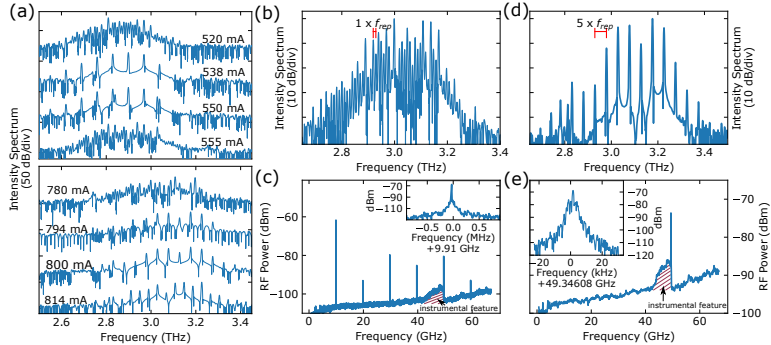 (a)
520 mA
538 mA
550 mA
555 mA
780 mA
794 mA
800 mA
814 mA
Intensity Spectrum
(50 dB/div)
2.6 2.8 3.0 3.2 3.4
Frequency (THz)
(b)
1 x frep
Intensity Spectrum
(10 dB/div)
2.8 3.0 3.2 3.4
Frequency (THz)
(c)
−60
−80
−100
RF Power (dBm)
0 20 40 60
Frequency (GHz)
instrumental feature
dBm
−70
−90
−110
−0.5 0.0 0.5
Frequency (MHz)
+9.91 GHz
(d)
5 x frep
Intensity Spectrum
(10 dB/div)
2.8 3.0 3.2 3.4
Frequency (THz)
(e)
−70
−80
−90
−100
RF Power (dBm)
0 20 40 60
Frequency (GHz)
instrumental feature
−70
−80
−90
−100
−110
−120
dBm
−20 0 20
Frequency (kHz)
+49.34608 GHz